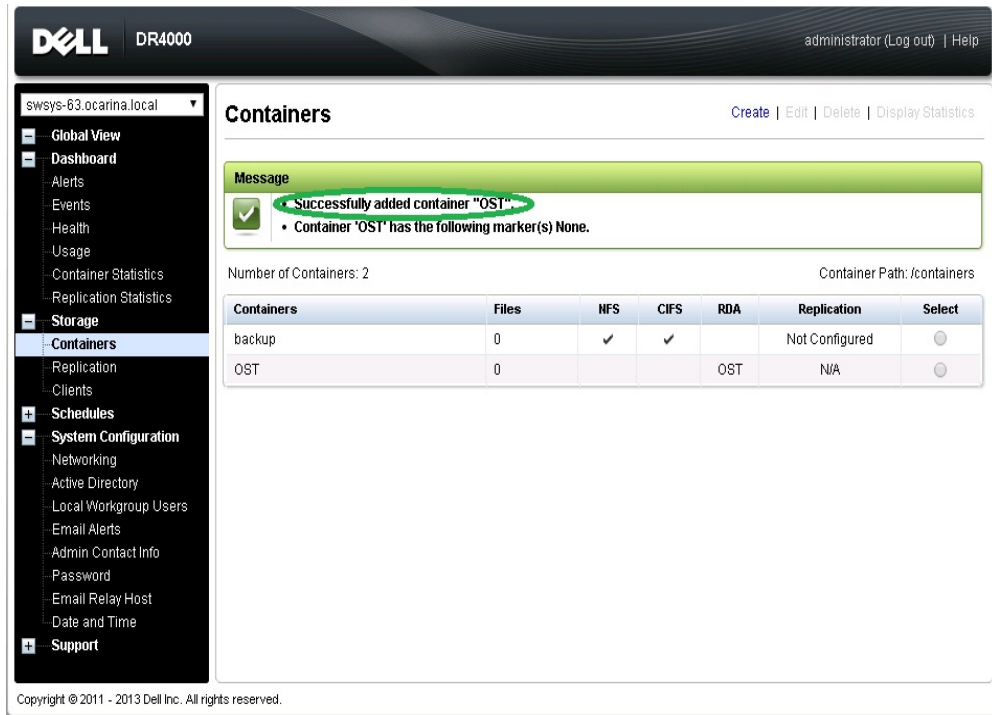 DELL DR4000
administrator (Log out) | Help
swsys-63.ocarina.local
Global View
Dashboard
Alerts
Events
Health
Usage
Container Statistics
Replication Statistics
Storage
Containers
Replication
Clients
Schedules
System Configuration
Networking
Active Directory
Local Workgroup Users
Email Alerts
Admin Contact Info
Password
Email Relay Host
Date and Time
Support
Containers
Create | Edit | Delete | Display Statistics
Message
• Successfully added container "OST".
• Container 'OST' has the following marker(s) None.
Number of Containers: 2 Container Path: /containers
Containers Files NFS CIFS RDA Replication Select
backup 0 ✔ ✔ Not Configured
OST 0 OST N/A
Copyright © 2011 - 2013 Dell Inc. All rights reserved.